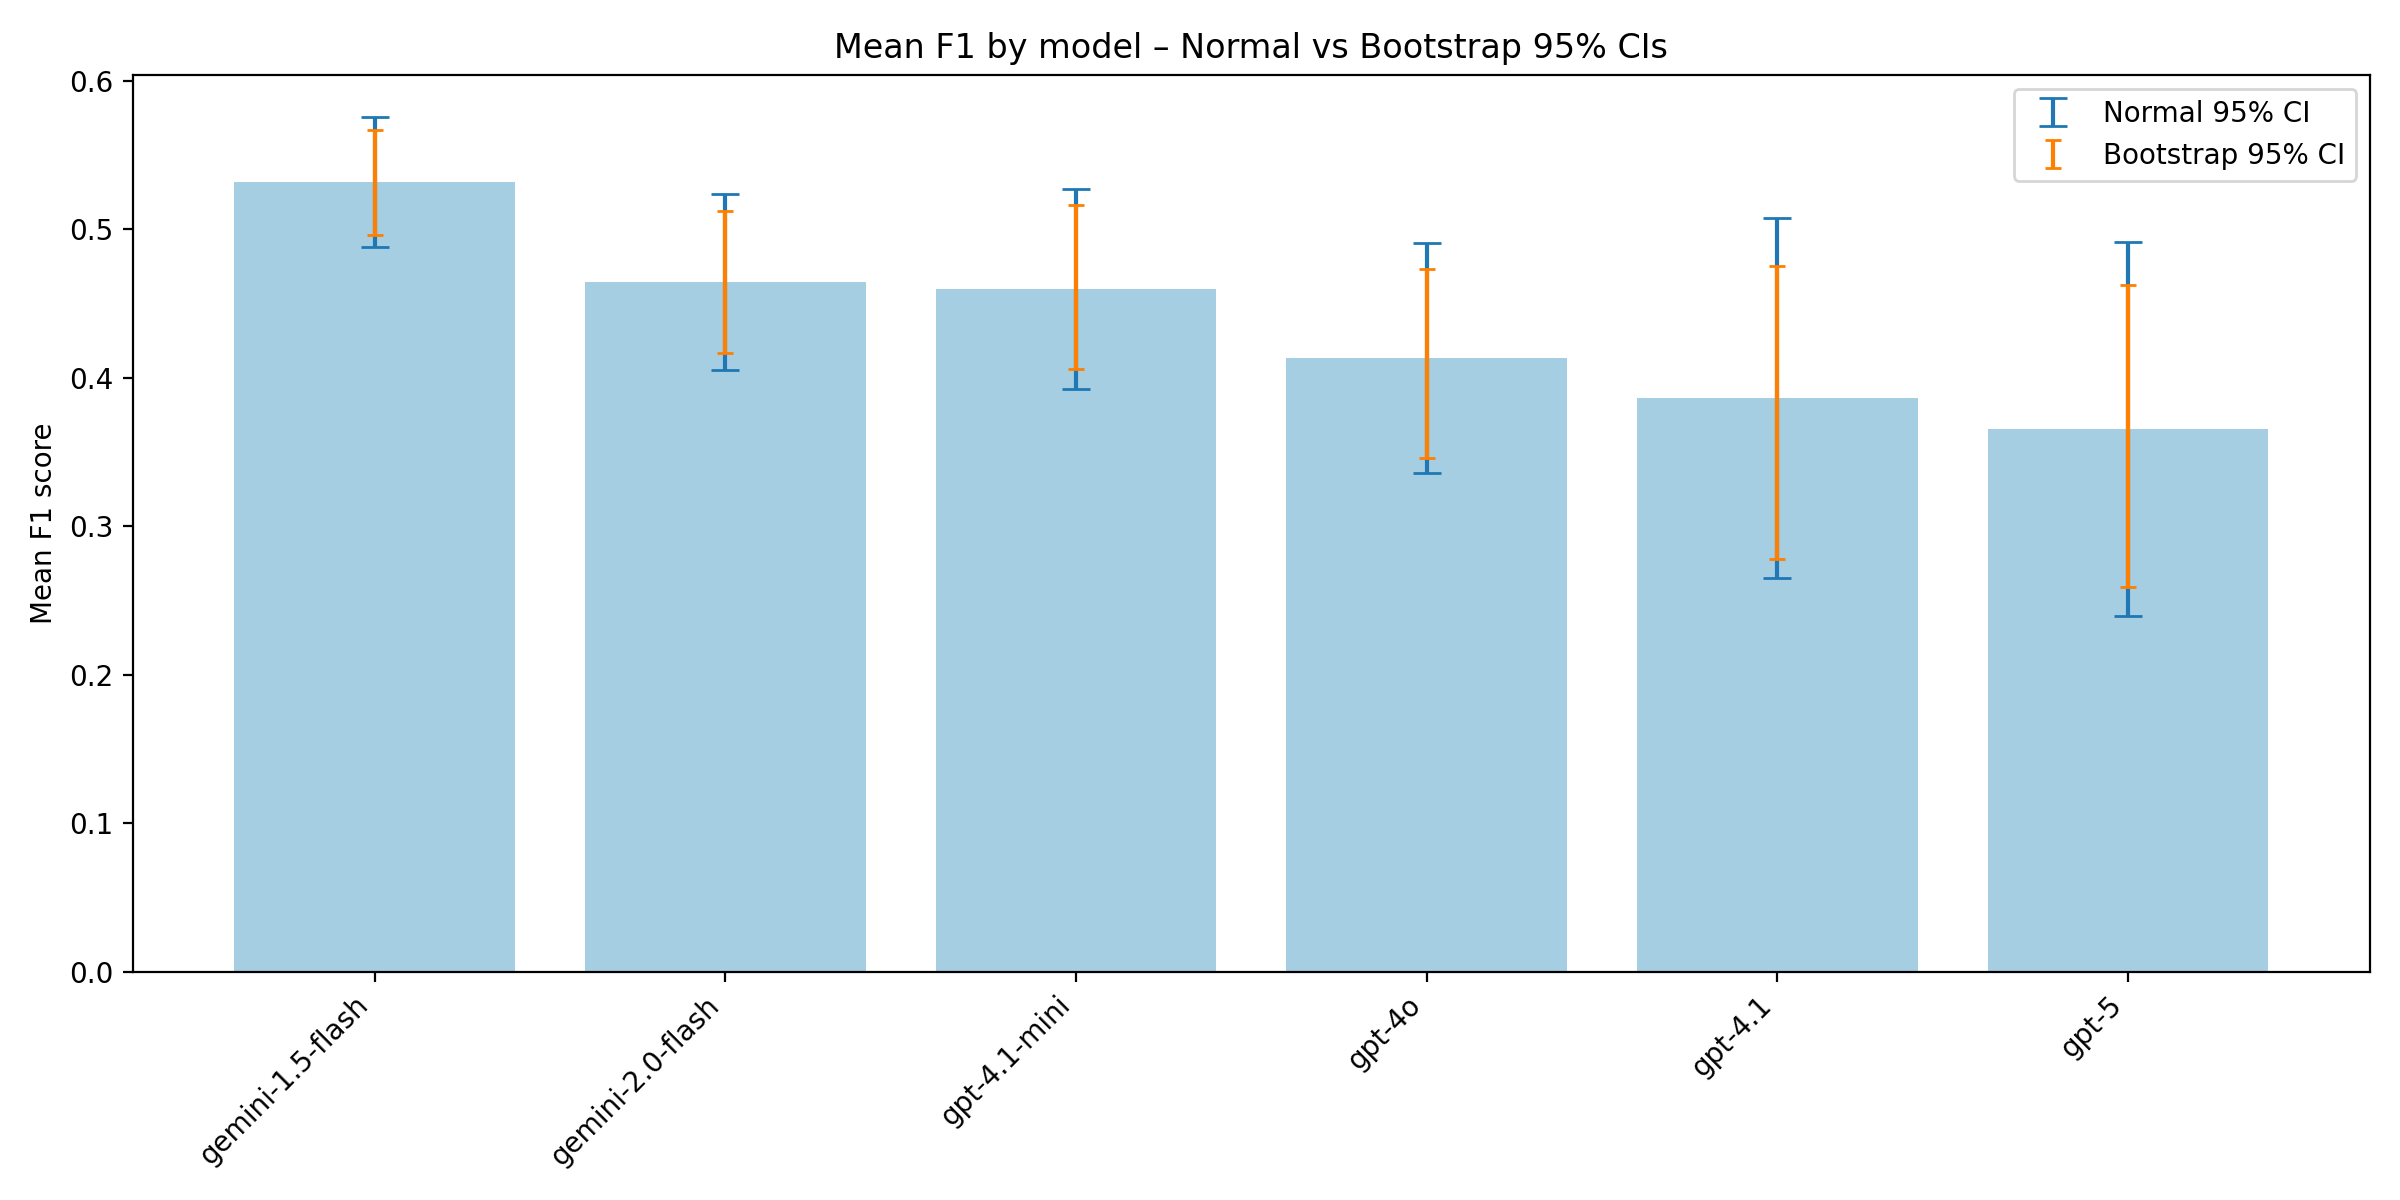 Mean F1 by model – Normal vs Bootstrap 95% CIs
Normal 95% CI
Bootstrap 95% CI
Mean F1 score
0.6
0.5
0.4
0.3
0.2
0.1
0.0
gemini-1.5-flash
gemini-2.0-flash
gpt-4.1-mini
gpt-4o
gpt-4.1
gpt-5